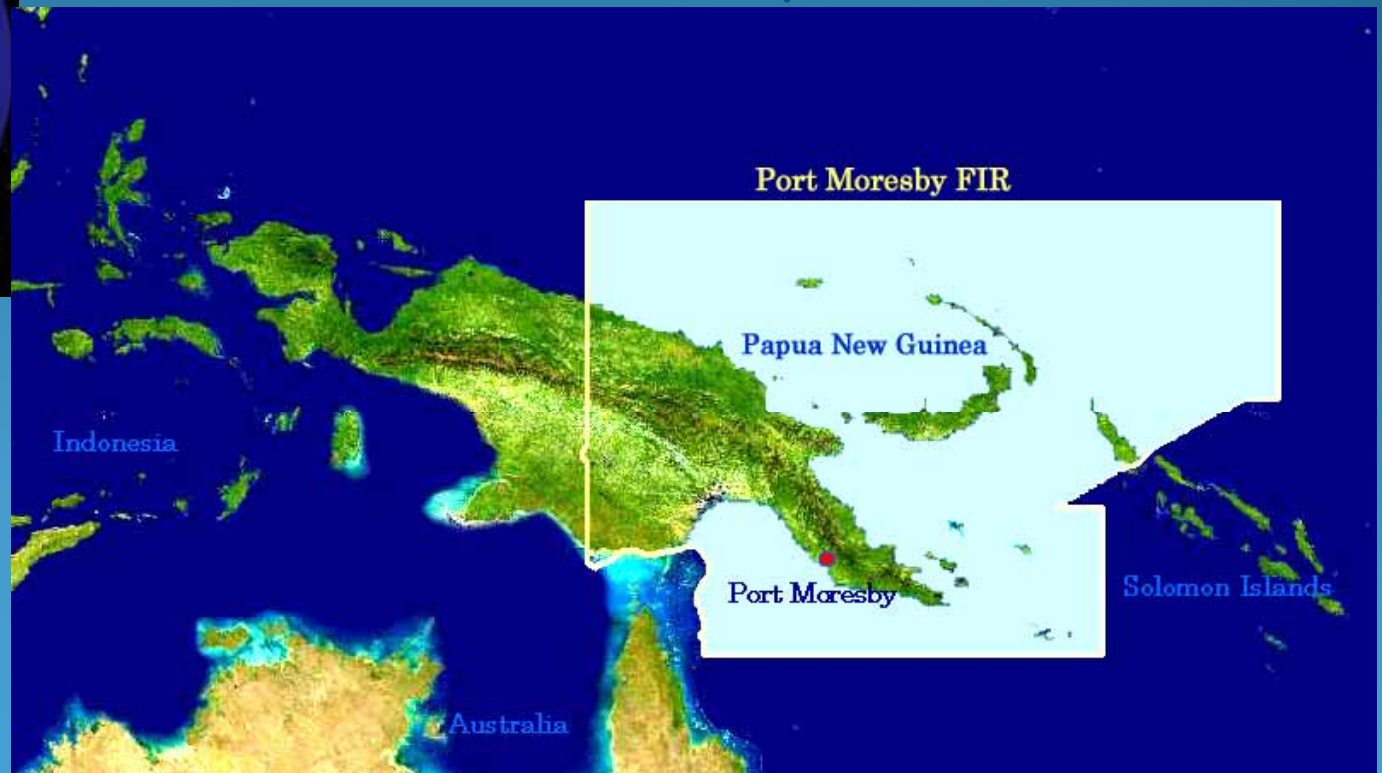 Port Moresby FIR
Papua New Guinea
Indonesia
Port Moresby
Solomon Islands
Australia